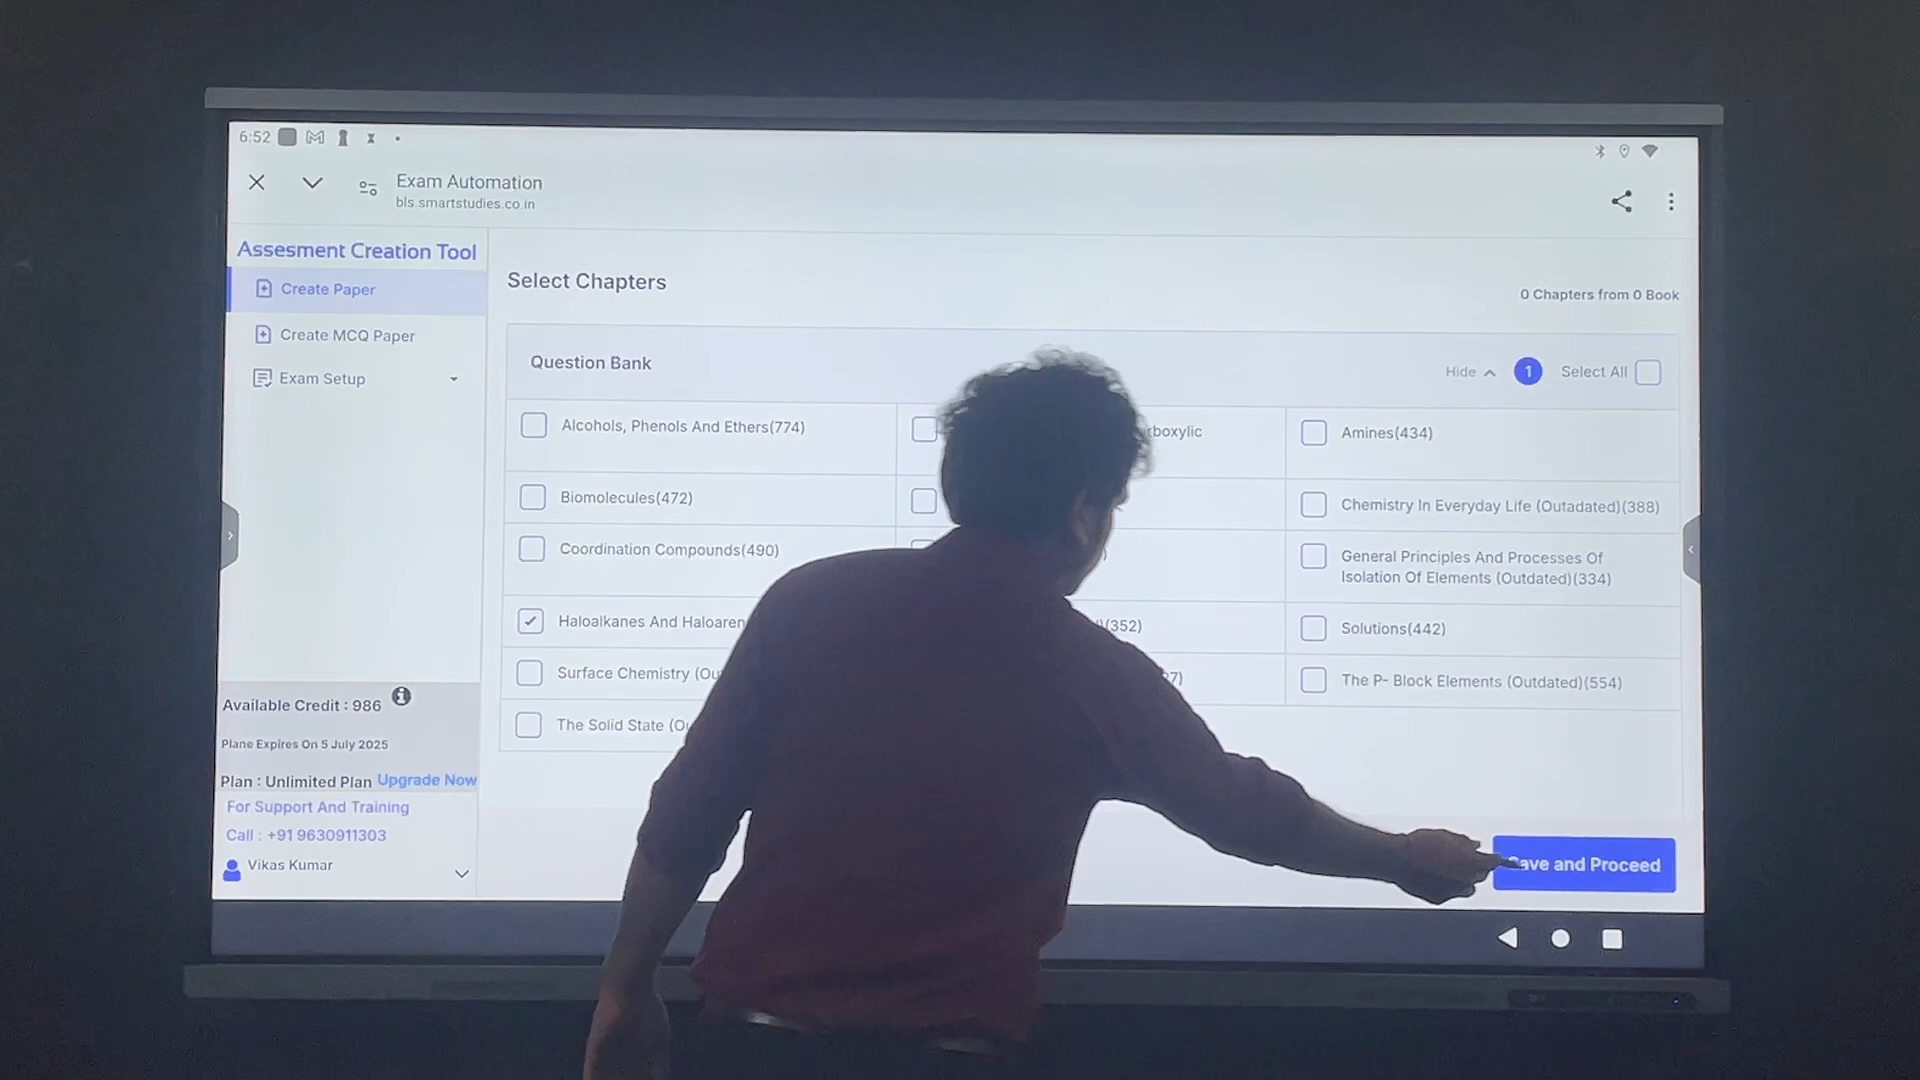 6:52
Exam Automation
bls.smartstudies.co.in
Assesment Creation Tool
Create Paper
Create MCQ Paper
Exam Setup
Select Chapters
0 Chapters from 0 Book
Question Bank
Hide
1
Select All
Alcohols, Phenols And Ethers(774)
Amines(434)
Biomolecules(472)
Chemistry In Everyday Life (Outadated)(388)
Coordination Compounds(490)
General Principles And Processes Of
Isolation Of Elements (Outdated)(334)
Haloalkanes And
(352)
Solutions(442)
Surface Chemistry
The P- Block Elements (Outdated)(554)
The Solid State
Available Credit : 986
Plane Expires On 5 July 2025
Plan : Unlimited Plan Upgrade Now
For Support And Training
Call : +91 9630911303
Vikas Kumar
Save and Proceed